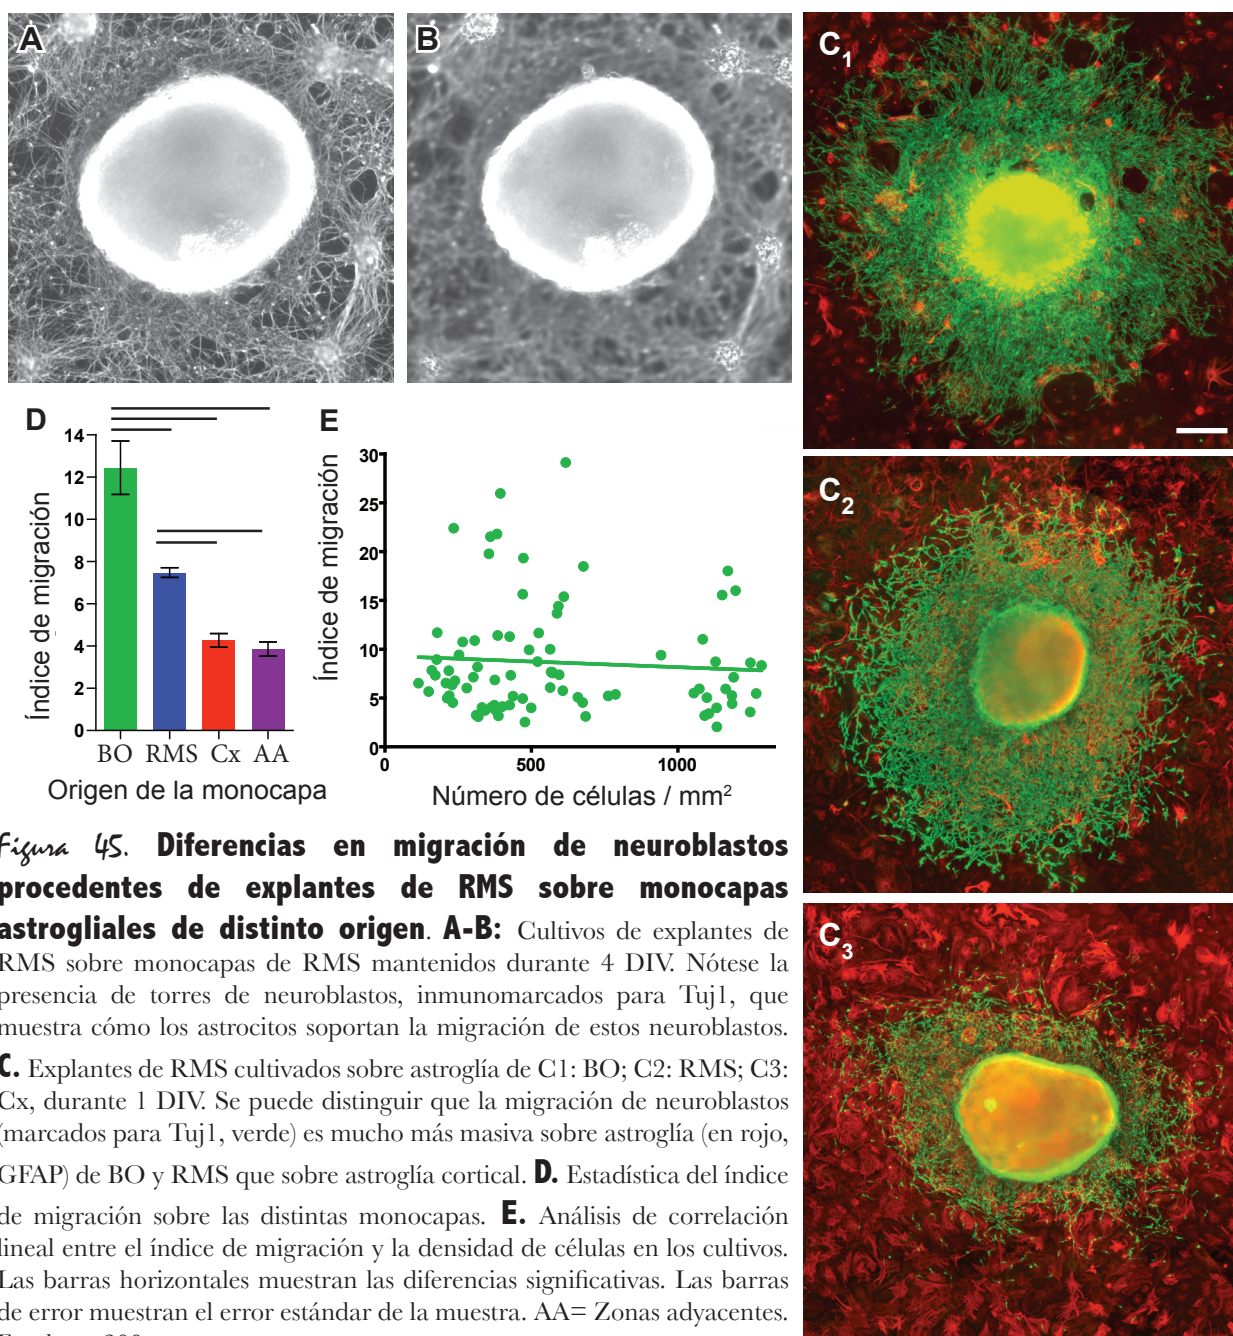 A
B
C1
D
14
12
10
8
6
4
2
0
Índice de migración
BO RMS Cx AA
Origen de la monocapa
E
30
25
20
15
10
5
0
Índice de migración
0 500 1000
Número de células / mm²
C2
C3
Figura 45. Diferencias en migración de neuroblastos
procedentes de explantes de RMS sobre monocapas
astrogliales de distinto origen. A-B: Cultivos de explantes de
RMS sobre monocapas de RMS mantenidos durante 4 DIV. Nótese la
presencia de torres de neuroblastos, inmunomarcados para Tuj1, que
muestra cómo los astrocitos soportan la migración de estos neuroblastos.
C. Explantes de RMS cultivados sobre astroglía de C1: BO; C2: RMS; C3:
Cx, durante 1 DIV. Se puede distinguir que la migración de neuroblastos
(marcados para Tuj1, verde) es mucho más masiva sobre astroglía (en rojo,
GFAP) de BO y RMS que sobre astroglía cortical. D. Estadística del índice
de migración sobre las distintas monocapas. E. Análisis de correlación
lineal entre el índice de migración y la densidad de células en los cultivos.
Las barras horizontales muestran las diferencias significativas. Las barras
de error muestran el error estándar de la muestra. AA= Zonas adyacentes.